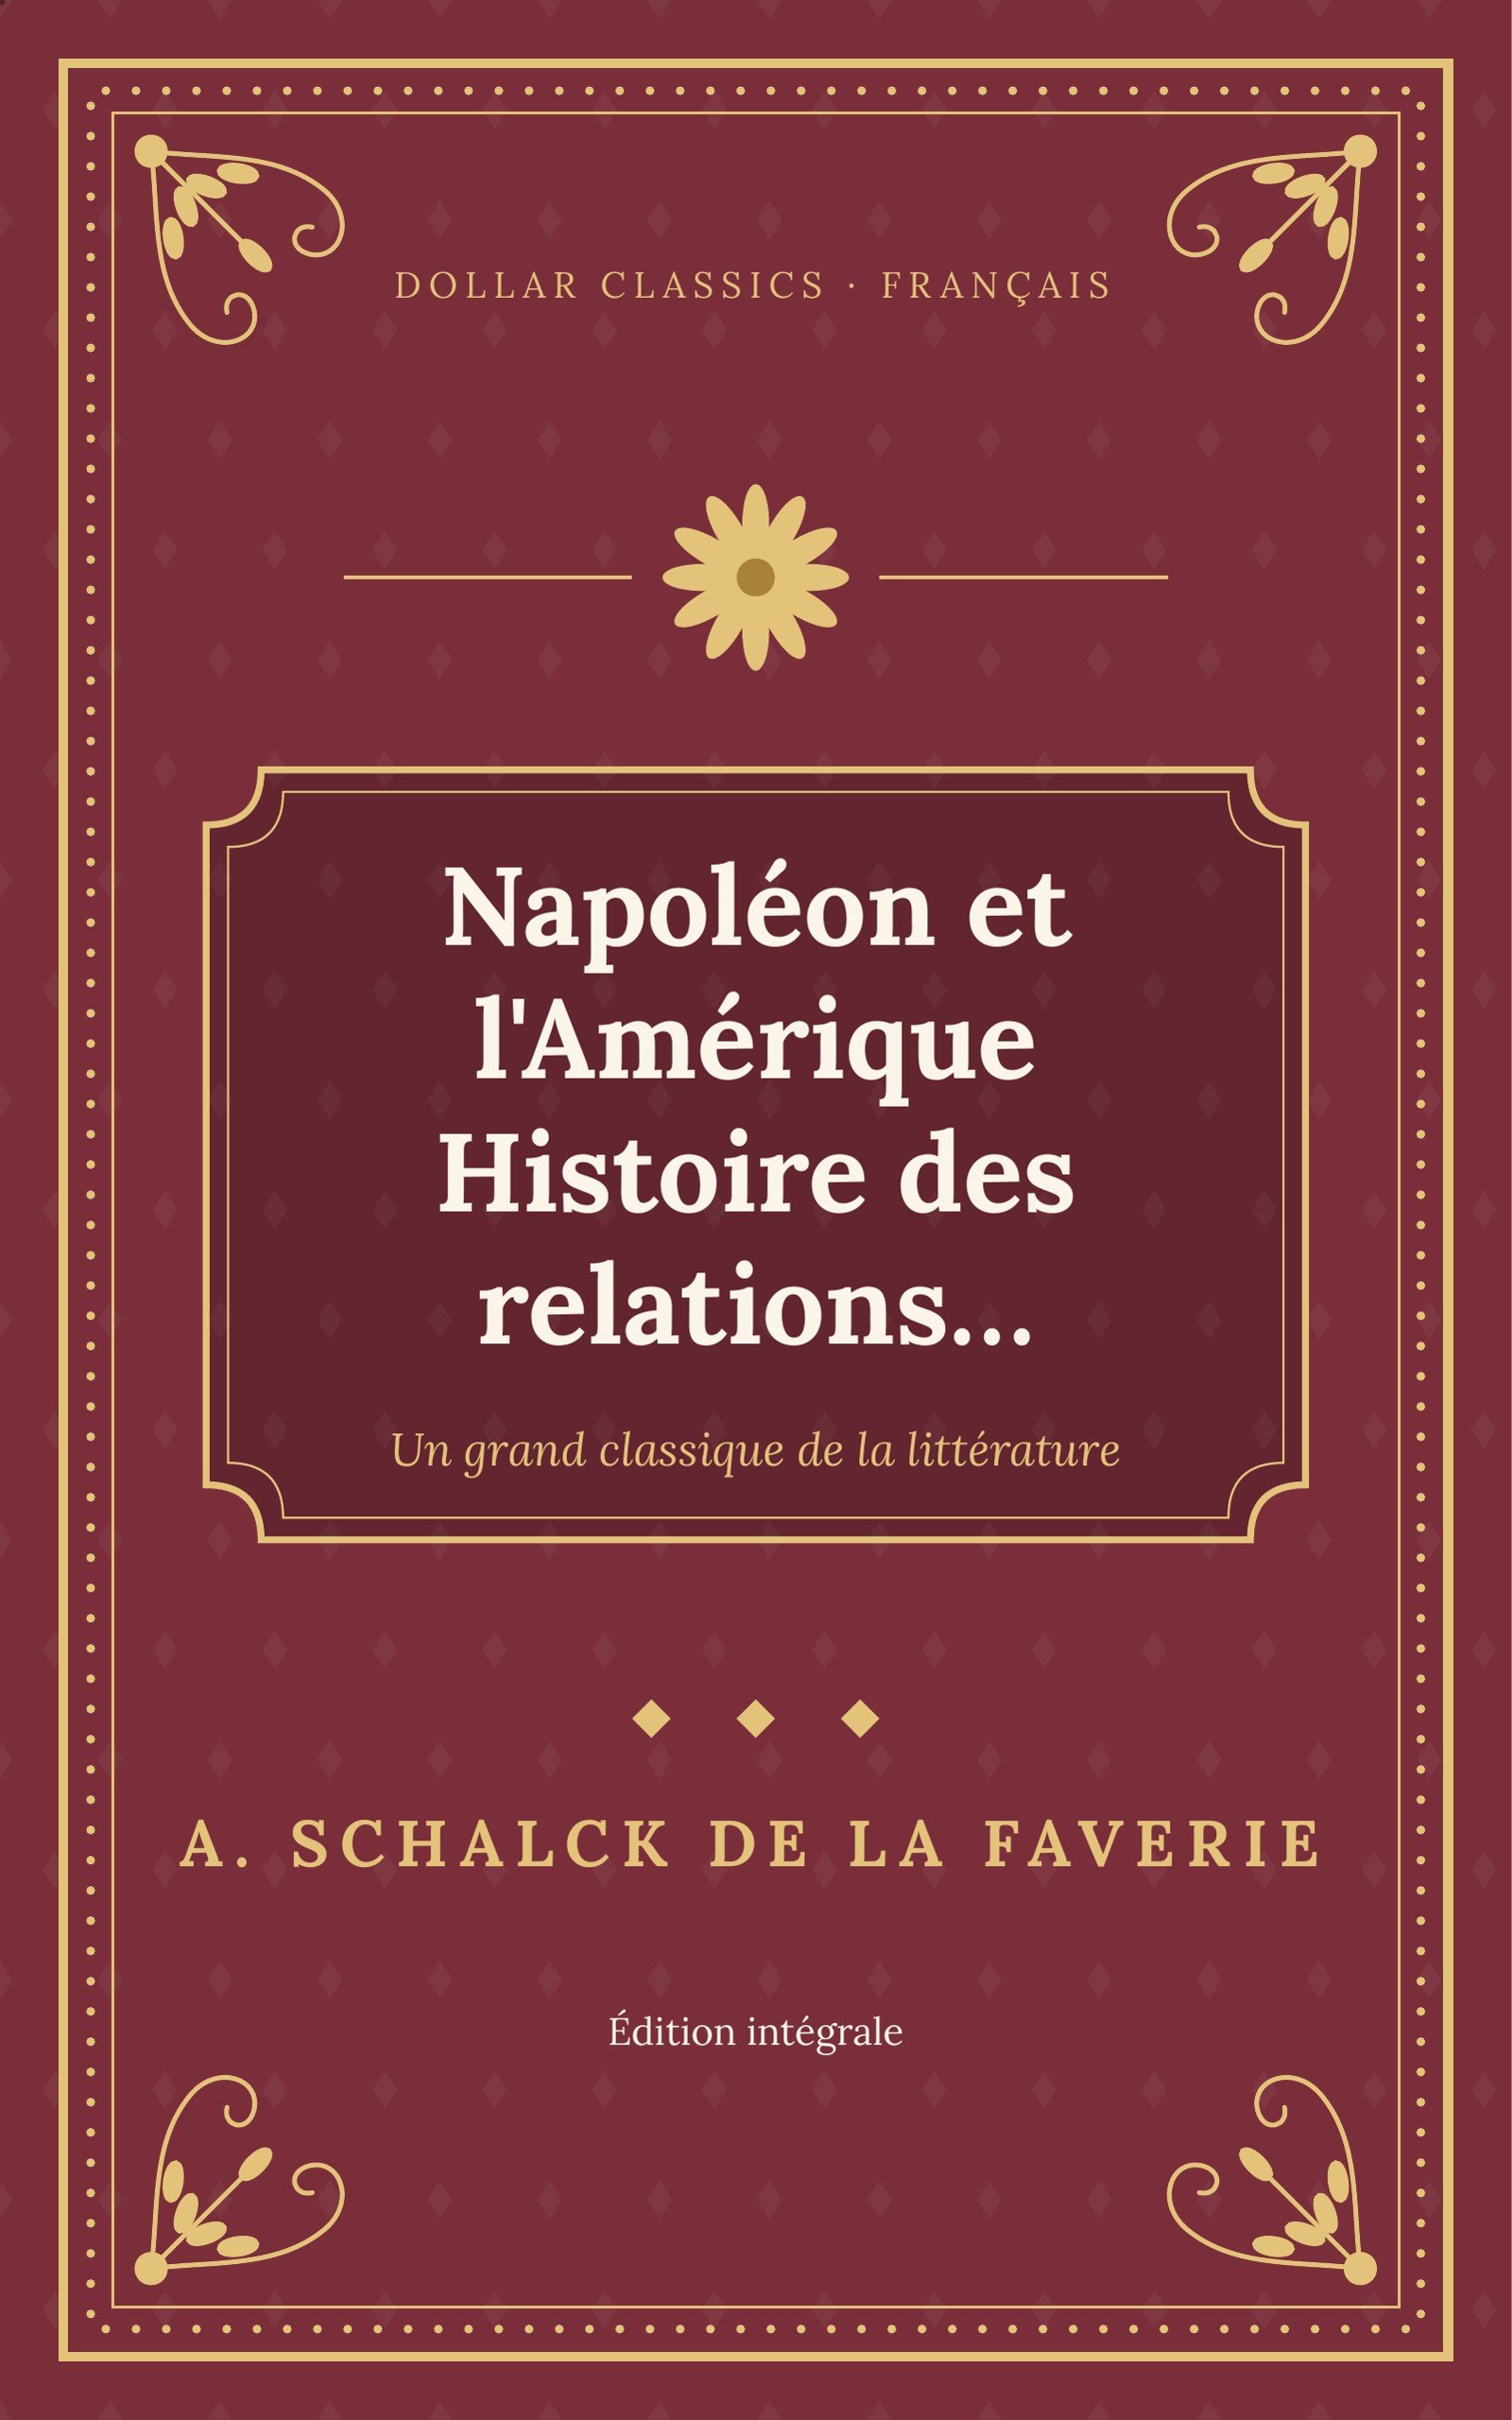 DOLLAR CLASSICS · FRANÇAIS
Napoléon et
l'Amérique
Histoire des
relations...
Un grand classique de la littérature
A. SCHALCK DE LA FAVERIE
Édition intégrale